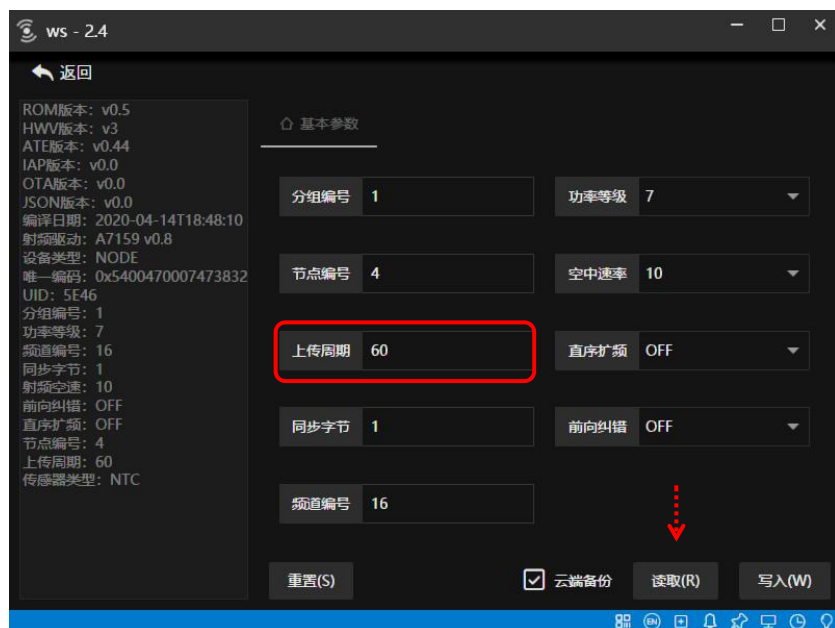 ws - 2.4
返回
ROM版本：v0.5
HWV版本：v3
ATE版本：v0.44
IAP版本：v0.0
OTA版本：v0.0
JSON版本：v0.0
编译日期：2020-04-14T18:48:10
射频驱动：A7159 v0.8
设备类型：NODE
唯一编码：0x5400470007473832
UID：5E46
分组编号：1
功率等级：7
频道编号：16
同步字节：1
射频空速：10
前向纠错：OFF
直序扩频：OFF
节点编号：4
上传周期：60
传感器类型：NTC
基本参数
分组编号 1 功率等级 7
节点编号 4 空中速率 10
上传周期 60 直序扩频 OFF
同步字节 1 前向纠错 OFF
频道编号 16
重置(S) 云端备份 读取(R) 写入(W)
EN